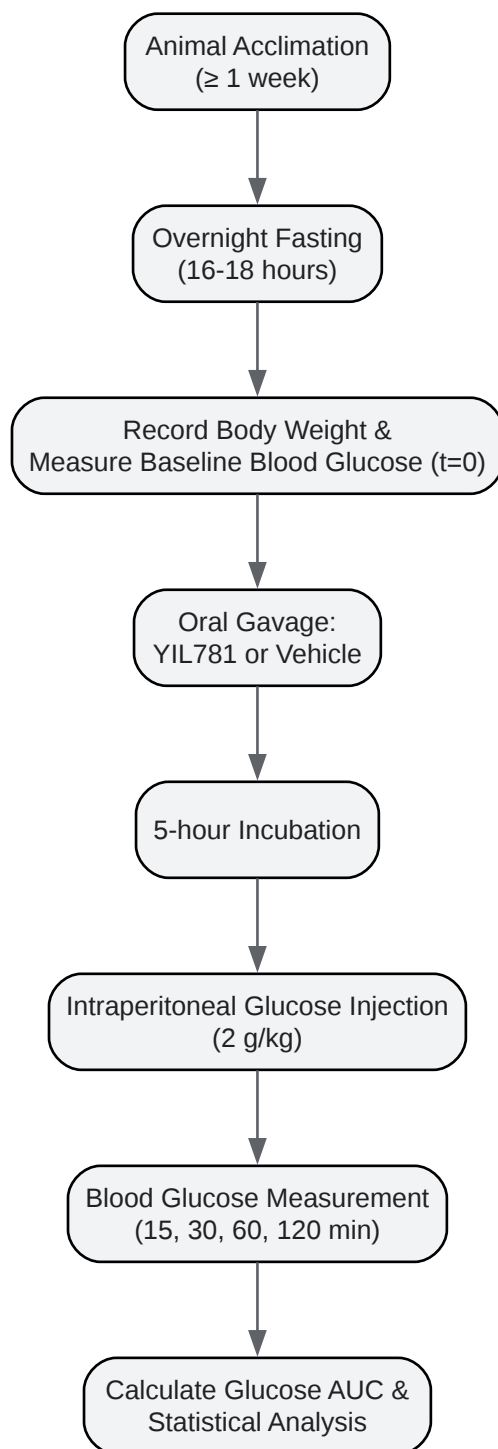 Animal Acclimation
(≥ 1 week)
Overnight Fasting
(16-18 hours)
Record Body Weight &
Measure Baseline Blood Glucose (t=0)
Oral Gavage:
YIL781 or Vehicle
5-hour Incubation
Intraperitoneal Glucose Injection
(2 g/kg)
Blood Glucose Measurement
(15, 30, 60, 120 min)
Calculate Glucose AUC &
Statistical Analysis